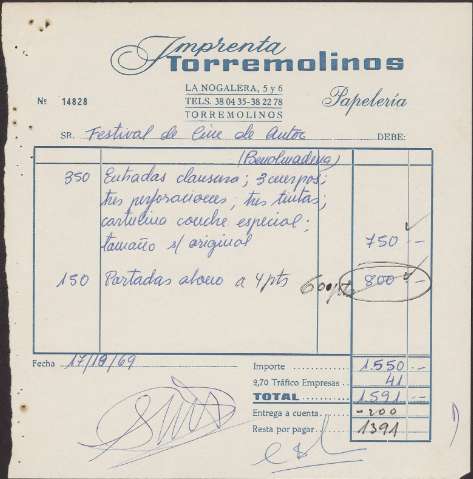 Imprenta
Torremolinos
LA NOGALERA, 5 y 6
Nº 14828 TELS. 38 04 35-38 22 78 Papelería
TORREMOLINOS
SR. Festival de Cine de Autor DEBE:
(Benalmadena)
350 Entradas clausura; 3 cuerpos;
tres perforaciones; tres tintas;
cartulina couche especial;
tamaño s/ original 750 -
150 Portadas abono a 4 pts 600 pts 800 -
Fecha 17/10/69 Importe 1.550 -
2,70 Tráfico Empresas 41
TOTAL 1.591 -
Entrega a cuenta -200
Resta por pagar 1391